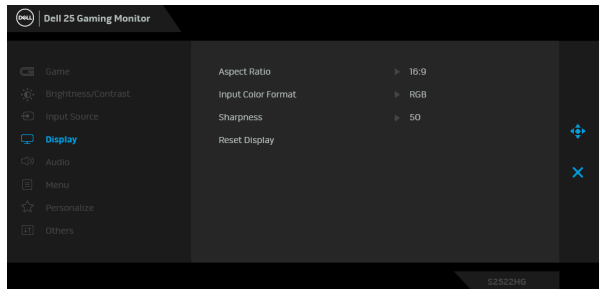 DELL Dell 25 Gaming Monitor
Game
Brightness/Contrast
Input Source
Display
Audio
Menu
Personalize
Others
Aspect Ratio 16:9
Input Color Format RGB
Sharpness 50
Reset Display
S2522HG